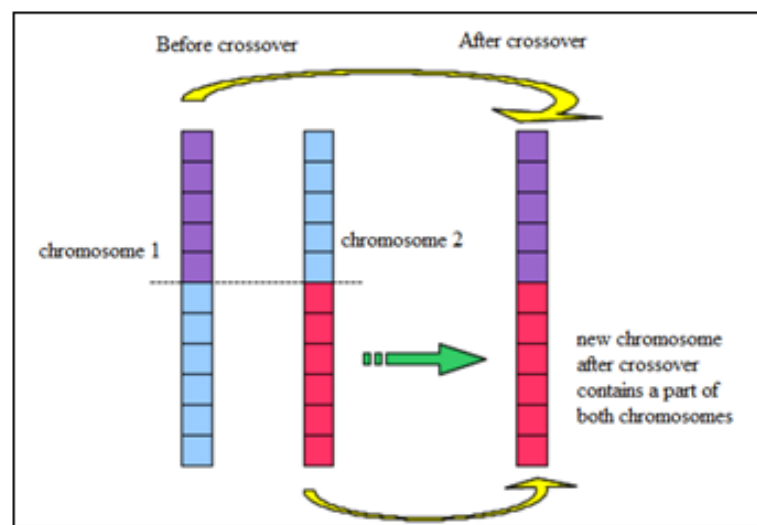 Before crossover
After crossover
chromosome 1
chromosome 2
new chromosome
after crossover
contains a part of
both chromosomes